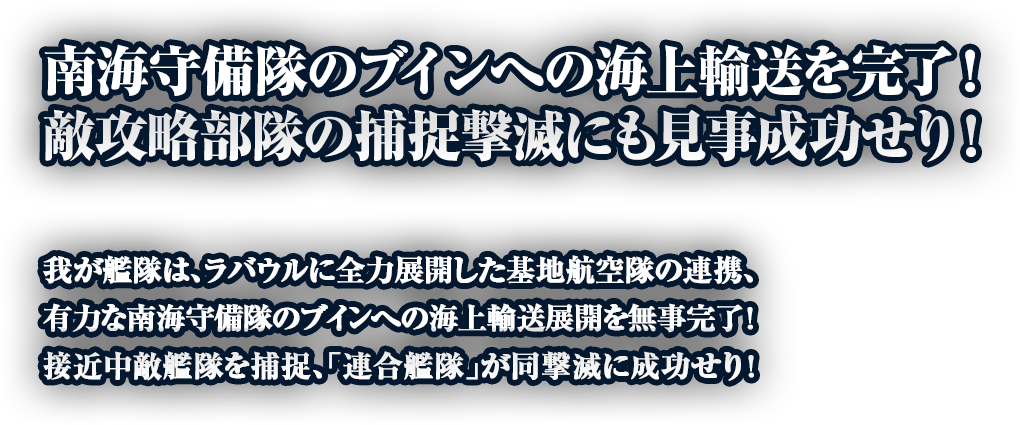 南海守備隊のブインへの海上輸送を完了！
敵攻略部隊の捕捉撃滅にも見事成功せり！
我が艦隊は、ラバウルに全力展開した基地航空隊の連携、
有力な南海守備隊のブインへの海上輸送展開を無事完了！
接近中敵艦隊を捕捉、「連合艦隊」が同撃滅に成功せり！